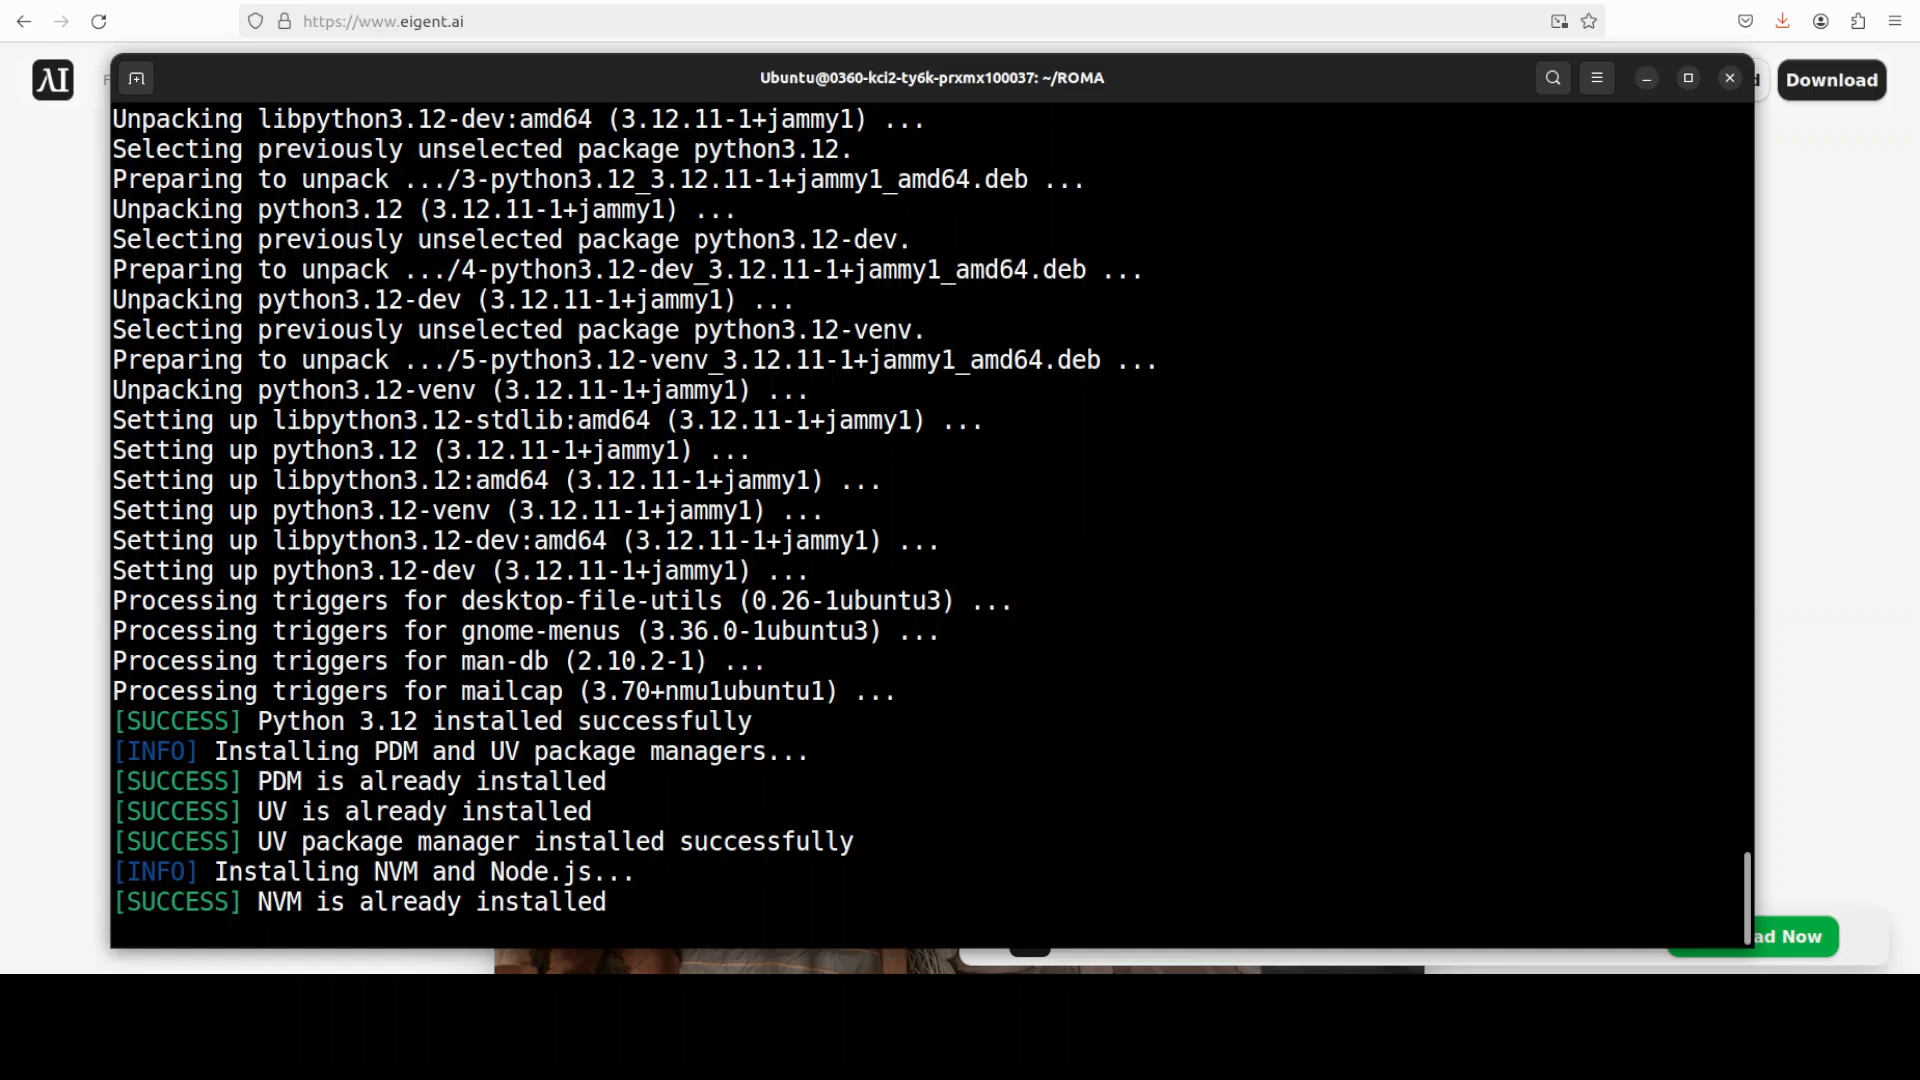 https://www.eigent.ai
AI
F
Ubuntu@0360-kci2-ty6k-prxmx100037: ~/ROMA
d
Download
Unpacking libpython3.12-dev:amd64 (3.12.11-1+jammy1) ...
Selecting previously unselected package python3.12.
Preparing to unpack .../3-python3.12_3.12.11-1+jammy1_amd64.deb ...
Unpacking python3.12 (3.12.11-1+jammy1) ...
Selecting previously unselected package python3.12-dev.
Preparing to unpack .../4-python3.12-dev_3.12.11-1+jammy1_amd64.deb ...
Unpacking python3.12-dev (3.12.11-1+jammy1) ...
Selecting previously unselected package python3.12-venv.
Preparing to unpack .../5-python3.12-venv_3.12.11-1+jammy1_amd64.deb ...
Unpacking python3.12-venv (3.12.11-1+jammy1) ...
Setting up libpython3.12-stdlib:amd64 (3.12.11-1+jammy1) ...
Setting up python3.12 (3.12.11-1+jammy1) ...
Setting up libpython3.12:amd64 (3.12.11-1+jammy1) ...
Setting up python3.12-venv (3.12.11-1+jammy1) ...
Setting up libpython3.12-dev:amd64 (3.12.11-1+jammy1) ...
Setting up python3.12-dev (3.12.11-1+jammy1) ...
Processing triggers for desktop-file-utils (0.26-1ubuntu3) ...
Processing triggers for gnome-menus (3.36.0-1ubuntu3) ...
Processing triggers for man-db (2.10.2-1) ...
Processing triggers for mailcap (3.70+nmu1ubuntu1) ...
[SUCCESS] Python 3.12 installed successfully
[INFO] Installing PDM and UV package managers...
[SUCCESS] PDM is already installed
[SUCCESS] UV is already installed
[SUCCESS] UV package manager installed successfully
[INFO] Installing NVM and Node.js...
[SUCCESS] NVM is already installed
ad Now